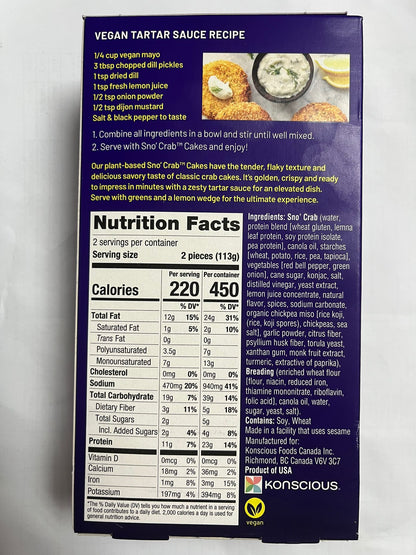 VEGAN TARTAR SAUCE RECIPE
1/4 cup vegan mayo
3 tbsp chopped dill pickles
1 tsp dried dill
1 tsp fresh lemon juice
1/2 tsp onion powder
1/2 tsp dijon mustard
Salt & black pepper to taste
1. Combine all ingredients in a bowl and stir until well mixed.
2. Serve with Sno' Crab™ Cakes and enjoy!
Our plant-based Sno' Crab™ Cakes have the tender, flaky texture and
delicious savory taste of classic crab cakes. It's golden, crispy and ready
to impress in minutes with a zesty tartar sauce for an elevated dish.
Serve with greens and a lemon wedge for the ultimate experience.
Nutrition Facts
2 servings per container
Serving size 2 pieces (113g)
Per serving Per container
Calories 220 450
% DV* % DV*
Total Fat 12g 15% 24g 31%
Saturated Fat 1g 5% 2g 10%
Trans Fat 0g 0g
Polyunsaturated 3.5g 7g
Monounsaturated 7g 13g
Cholesterol 0mg 0% 0mg 0%
Sodium 470mg 20% 940mg 41%
Total Carbohydrate 19g 7% 39g 14%
Dietary Fiber 3g 11% 5g 18%
Total Sugars 2g 5g
Incl. Added Sugars 2g 4% 4g 8%
Protein 11g 7% 23g 14%
Vitamin D 0mcg 0% 0mcg 0%
Calcium 18mg 2% 36mg 2%
Iron 1mg 8% 3mg 15%
Potassium 197mg 4% 394mg 8%
*The % Daily Value (DV) tells you how much a nutrient in a serving
of food contributes to a daily diet. 2,000 calories a day is used for
general nutrition advice.
Ingredients: Sno' Crab (water,
protein blend [wheat gluten, lemna
leaf protein, soy protein isolate,
pea protein], canola oil, starches
(wheat, potato, rice, pea, tapioca),
vegetables [red bell pepper, green
onion], cane sugar, konjac, salt,
distilled vinegar, yeast extract,
lemon juice concentrate, natural
flavor, spices, sodium carbonate,
organic chickpea miso [rice koji
(rice, koji spores), chickpeas, sea
salt], garlic powder, citrus fiber,
psyllium husk fiber, torula yeast,
xanthan gum, monk fruit extract,
turmeric, extractive of paprika).
Breading (enriched wheat flour
[flour, niacin, reduced iron,
thiamine mononitrate, riboflavin,
folic acid], canola oil, water,
sugar, yeast, salt).
Contains: Soy, Wheat
Made in a facility that uses sesame
Manufactured for:
Konscious Foods Canada Inc.
Richmond, BC Canada V6V 3C7
Product of USA
KONSCIOUS
vegan